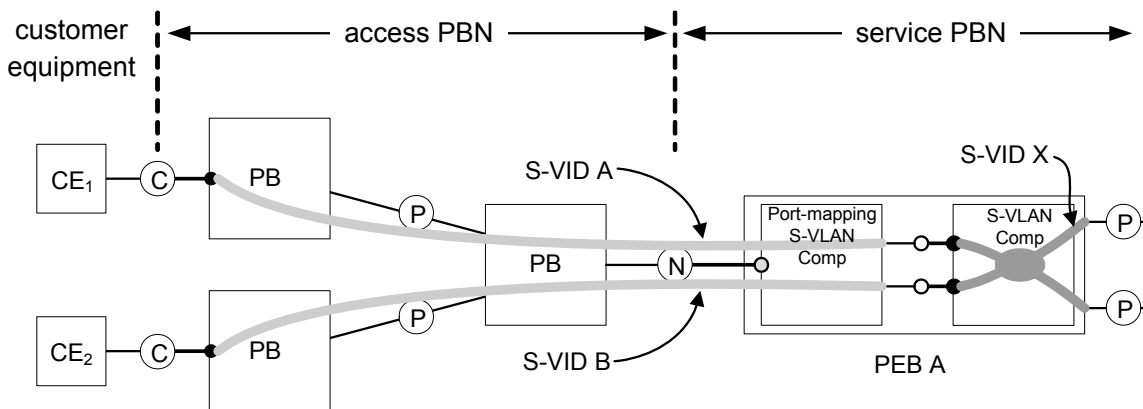 customer
equipment
access PBN
service PBN
CE1
C
PB
P
S-VID A
S-VID X
PB
N
Port-mapping
S-VLAN
Comp
S-VLAN
Comp
P
P
CE2
C
PB
P
S-VID B
PEB A